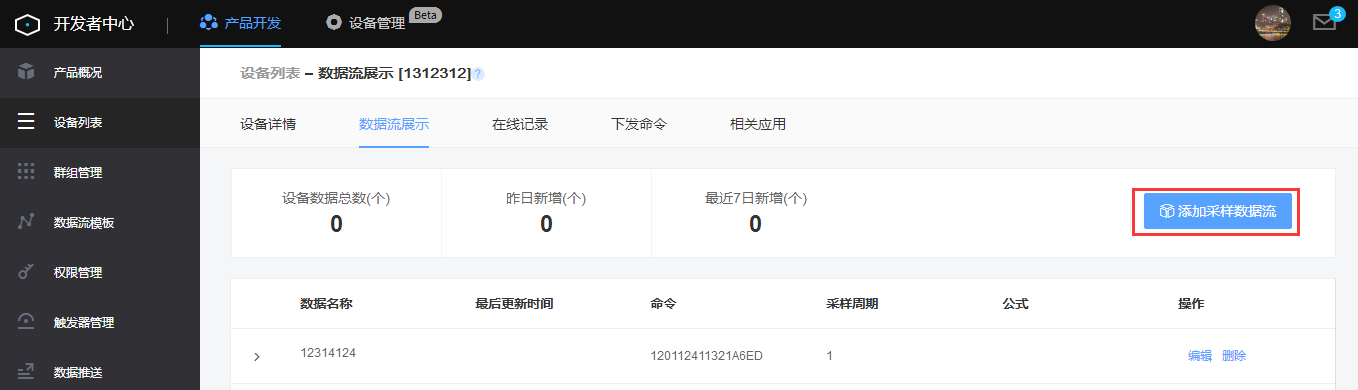 开发者中心
产品开发
设备管理
Beta
3
产品概况
设备列表
群组管理
数据流模板
权限管理
触发器管理
数据推送
设备列表 – 数据流展示 [1312312] ?
设备详情
数据流展示
在线记录
下发命令
相关应用
设备数据总数(个)
0
昨日新增(个)
0
最近7日新增(个)
0
添加采样数据流
数据名称
最后更新时间
命令
采样周期
公式
操作
12314124
120112411321A6ED
1
编辑
删除